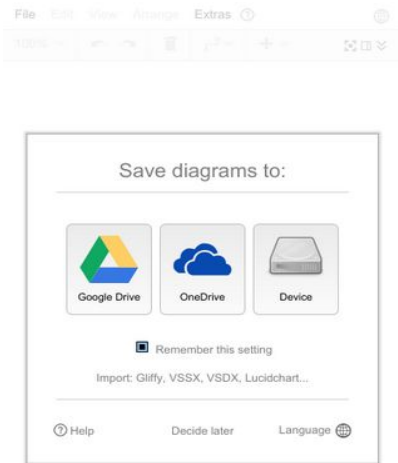 File Edit View Arrange Extras
100%
Save diagrams to:
Google Drive OneDrive Device
Remember this setting
Import: Gliffy, VSSX, VSDX, Lucidchart...
Help Decide later Language